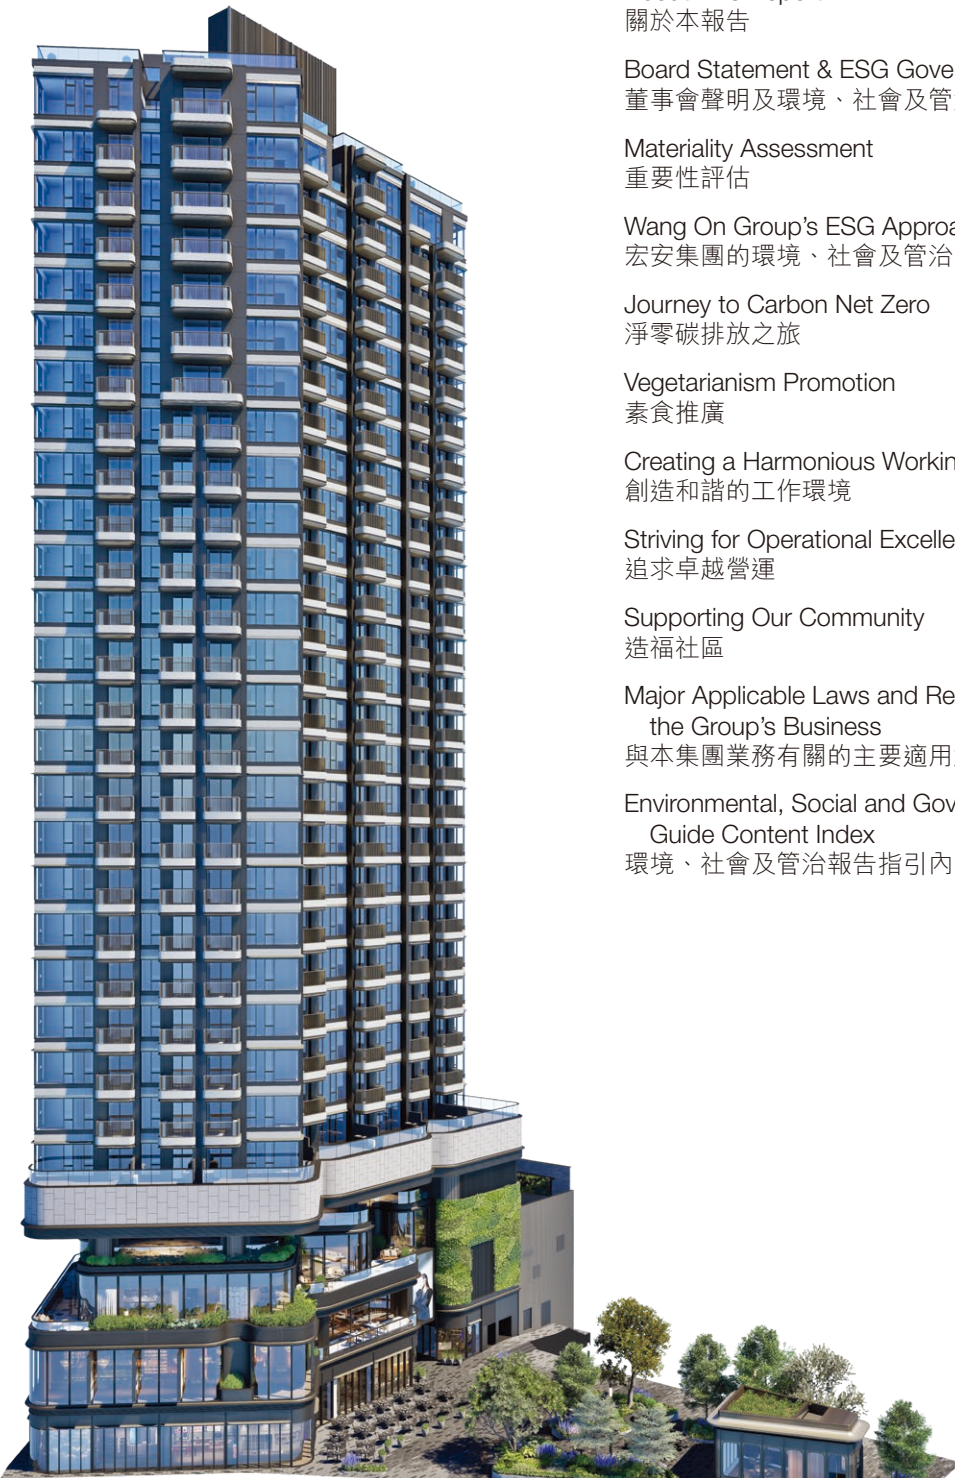 關於本報告
Board Statement & ESG
董事會聲明及環境、社會及管
Materiality Assessment
重要性評估
Wang On Group's ESG
宏安集團的環境、社會及管治
Journey to Carbon Net Zero
淨零碳排放之旅
Vegetarianism Promotion
素食推廣
Creating a Harmonious
創造和諧的工作環境
Striving for Operational
追求卓越營運
Supporting Our Community
造福社區
Major Applicable Laws and
the Group's Business
與本集團業務有關的主要適用
Environmental, Social and
Guide Content Index
環境、社會及管治報告指引內